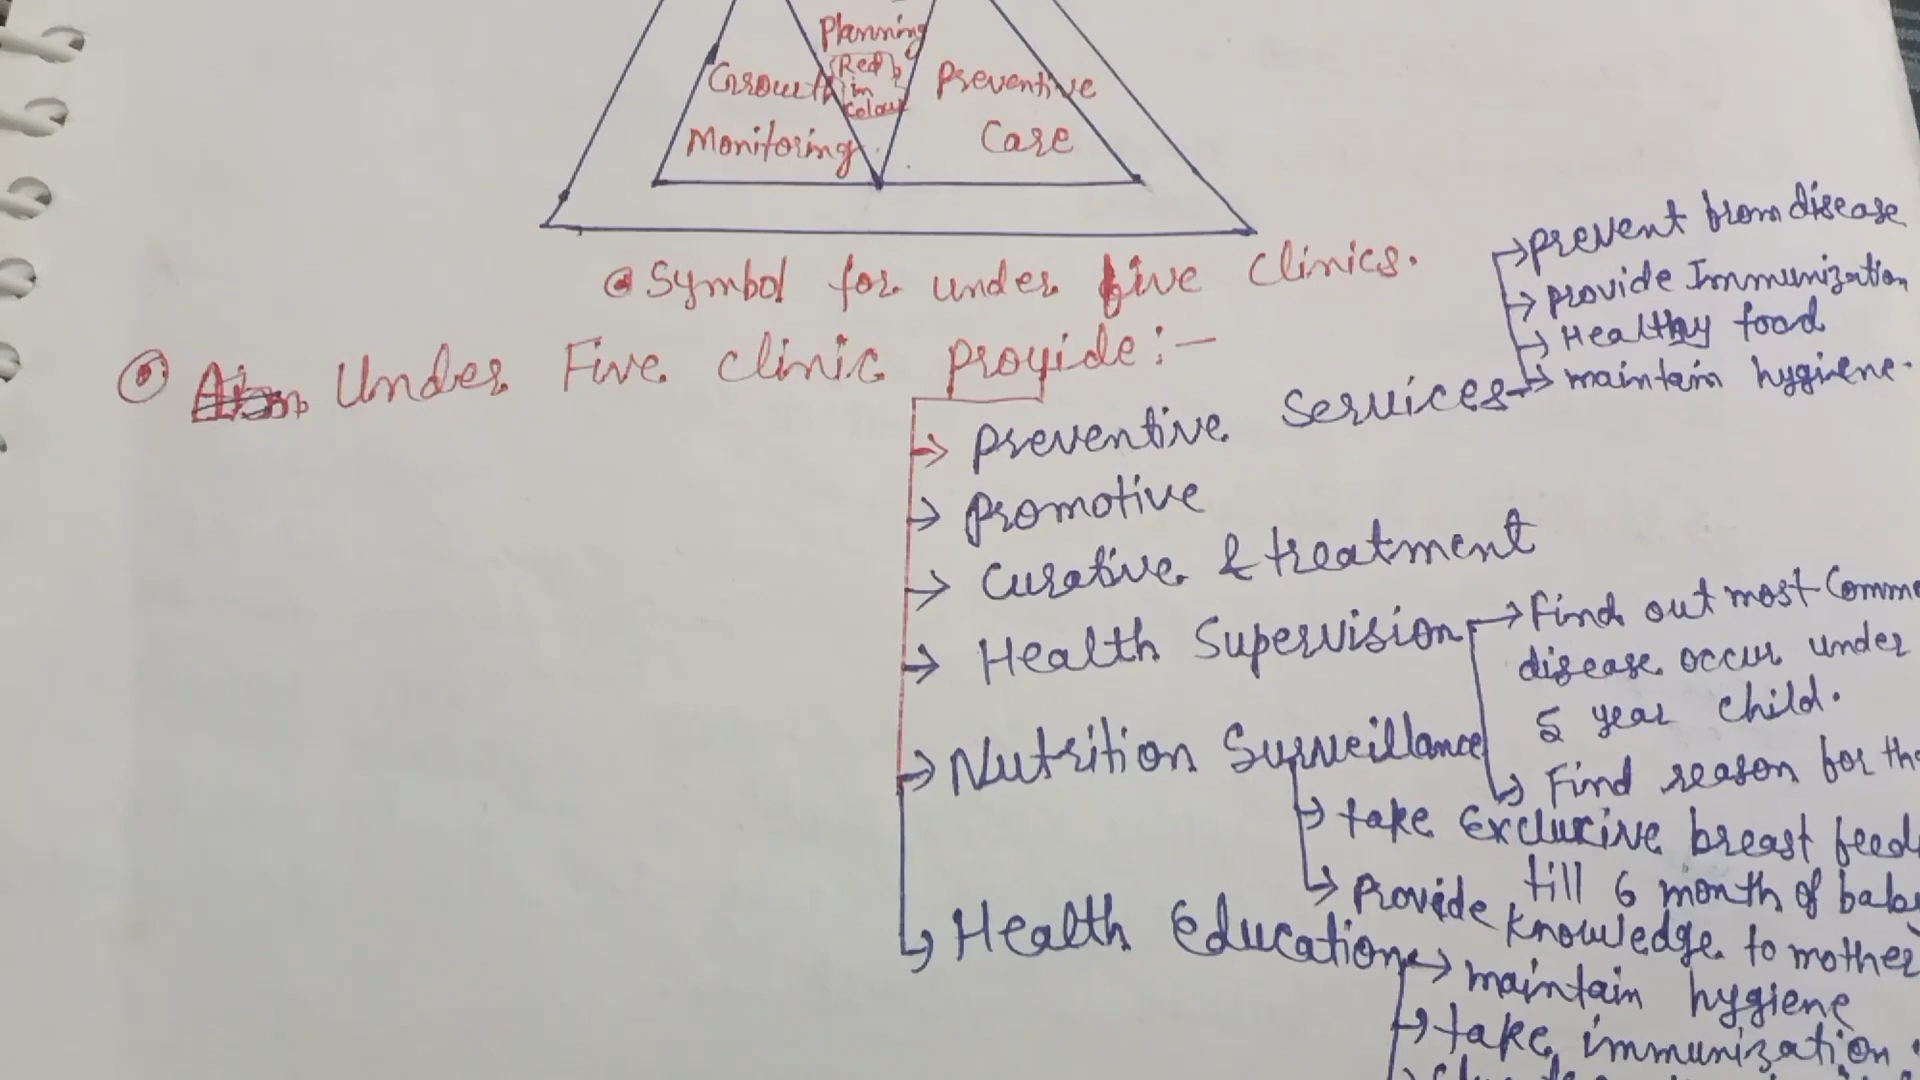 Planning
(Red
in
colour
Growth
Monitoring
Preventive
Care
Symbol for under five clinics.
Under Five clinic provide:-
→ preventive services
→ prevent from disease
→ provide Immunization
→ Healthy food
→ maintain hygiene.
→ promotive
→ curative & treatment
→ Health Supervision
→ Find out most
disease occur under
5 year child.
→ Find reason for
→ Nutrition Surveillance
→ take Exclusive breast
till 6 month of baby
→ Provide knowledge to mother
→ Health Education
→ maintain hygiene
→ take immunization